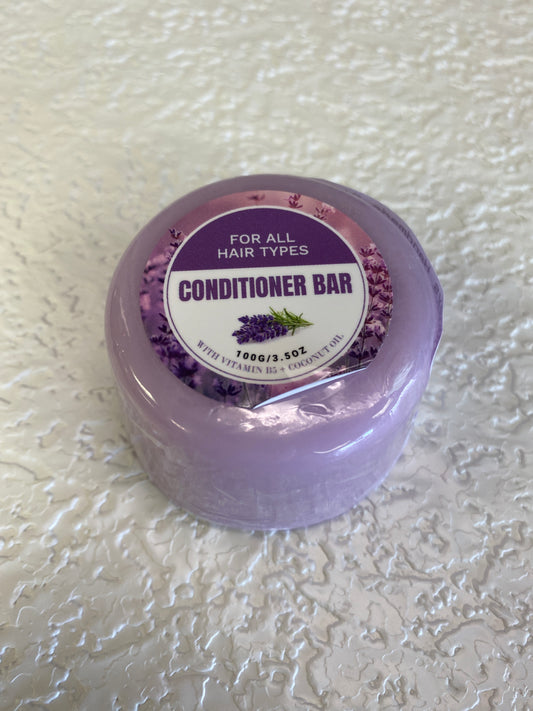 FOR ALL
HAIR TYPES
CONDITIONER BAR
100G/3.5OZ
WITH VITAMIN B5 + COCONUT OIL